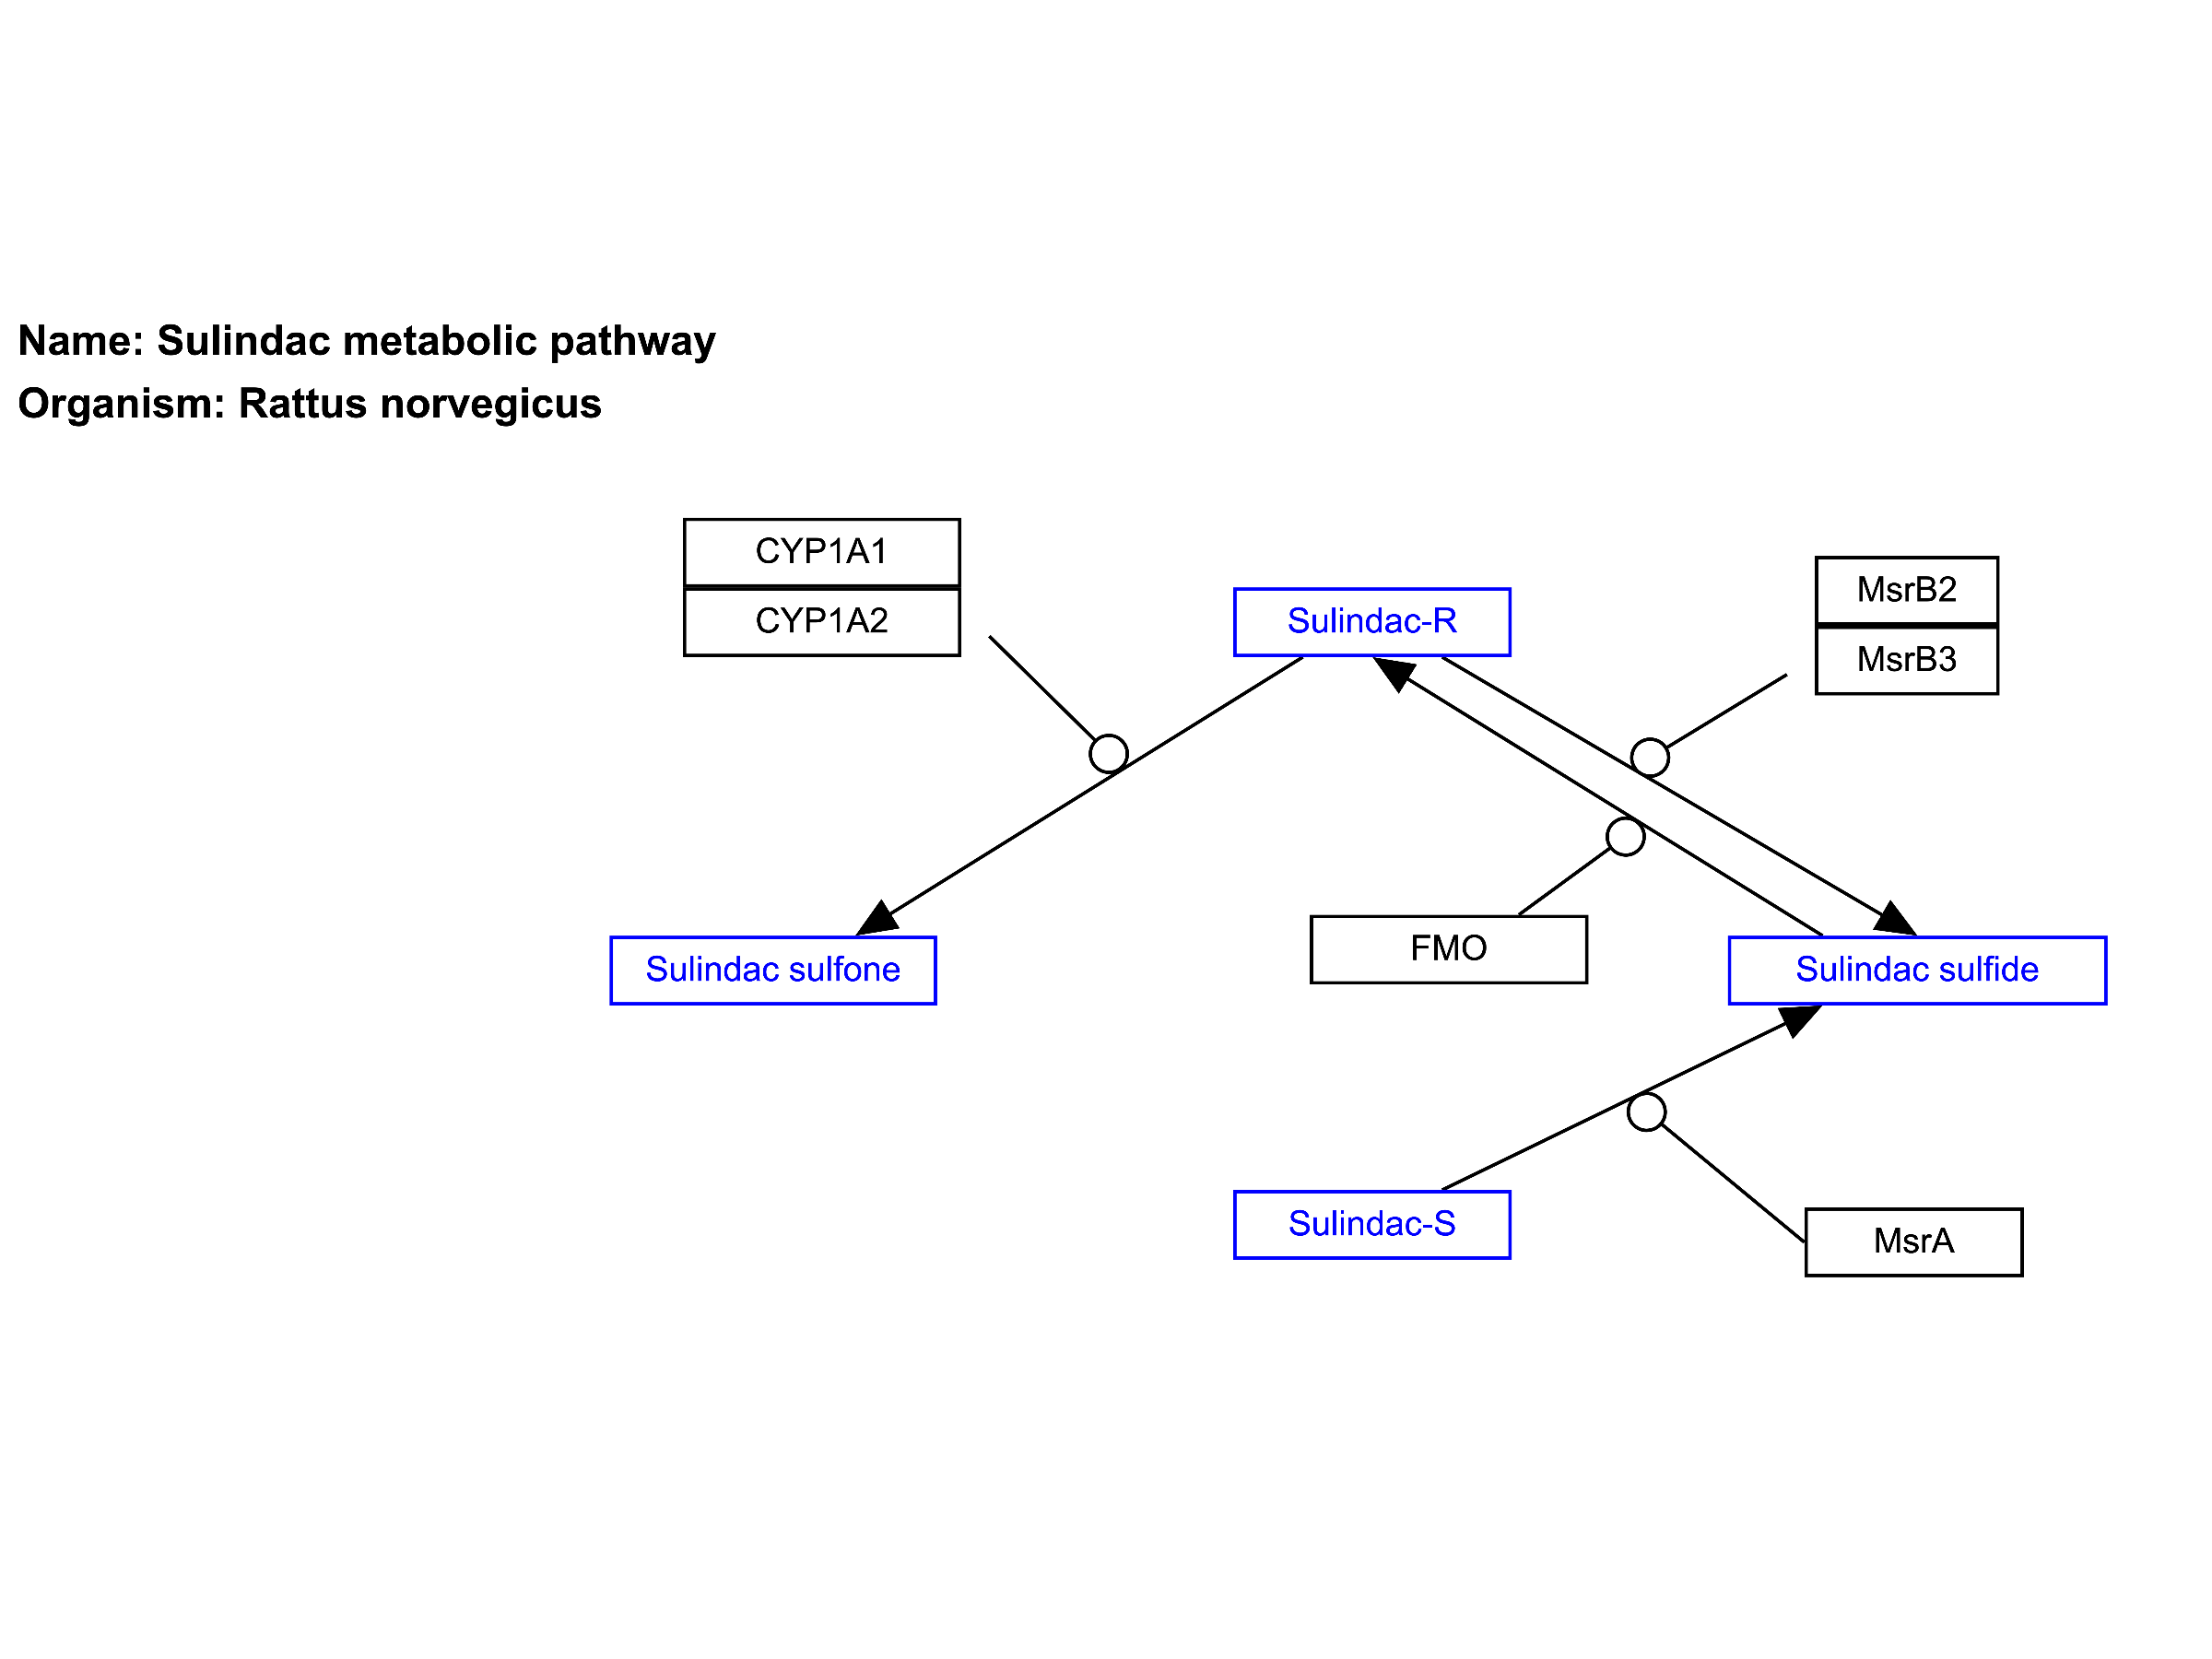 Name: Sulindac metabolic pathway
Organism: Rattus norvegicus
CYP1A1
CYP1A2
Sulindac-R
MsrB2
MsrB3
Sulindac sulfone
FMO
Sulindac sulfide
Sulindac-S
MsrA